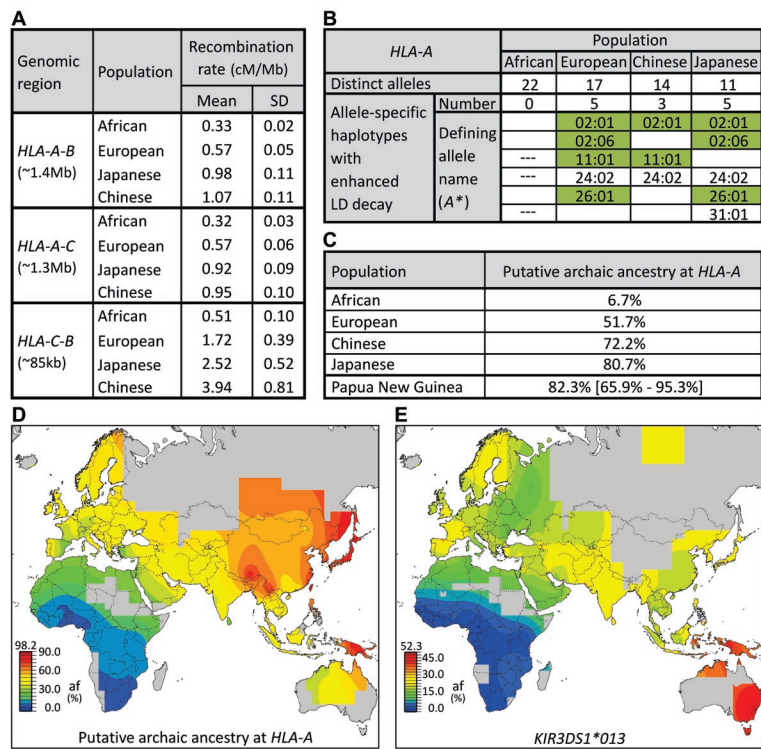 A
Genomic region Population Recombination rate (cM/Mb)
Mean SD
HLA-A-B (~1.4Mb)
African 0.33 0.02
European 0.57 0.05
Japanese 0.98 0.11
Chinese 1.07 0.11
HLA-A-C (~1.3Mb)
African 0.32 0.03
European 0.57 0.06
Japanese 0.92 0.09
Chinese 0.95 0.10
HLA-C-B (~85kb)
African 0.51 0.10
European 1.72 0.39
Japanese 2.52 0.52
Chinese 3.94 0.81
B
HLA-A Population
African European Chinese Japanese
Distinct alleles 22 17 14 11
Allele-specific haplotypes with enhanced LD decay
Number 0 5 3 5
Defining allele name (A*)
02:01 02:01 02:01
02:06 02:06
--- 11:01 11:01
24:02 24:02 24:02
--- 26:01 26:01
31:01
C
Population Putative archaic ancestry at HLA-A
African 6.7%
European 51.7%
Chinese 72.2%
Japanese 80.7%
Papua New Guinea 82.3% [65.9% - 95.3%]
D
98.2
90.0
60.0
30.0
0.0
af (%)
Putative archaic ancestry at HLA-A
E
52.3
45.0
30.0
15.0
0.0
af (%)
KIR3DS1*013